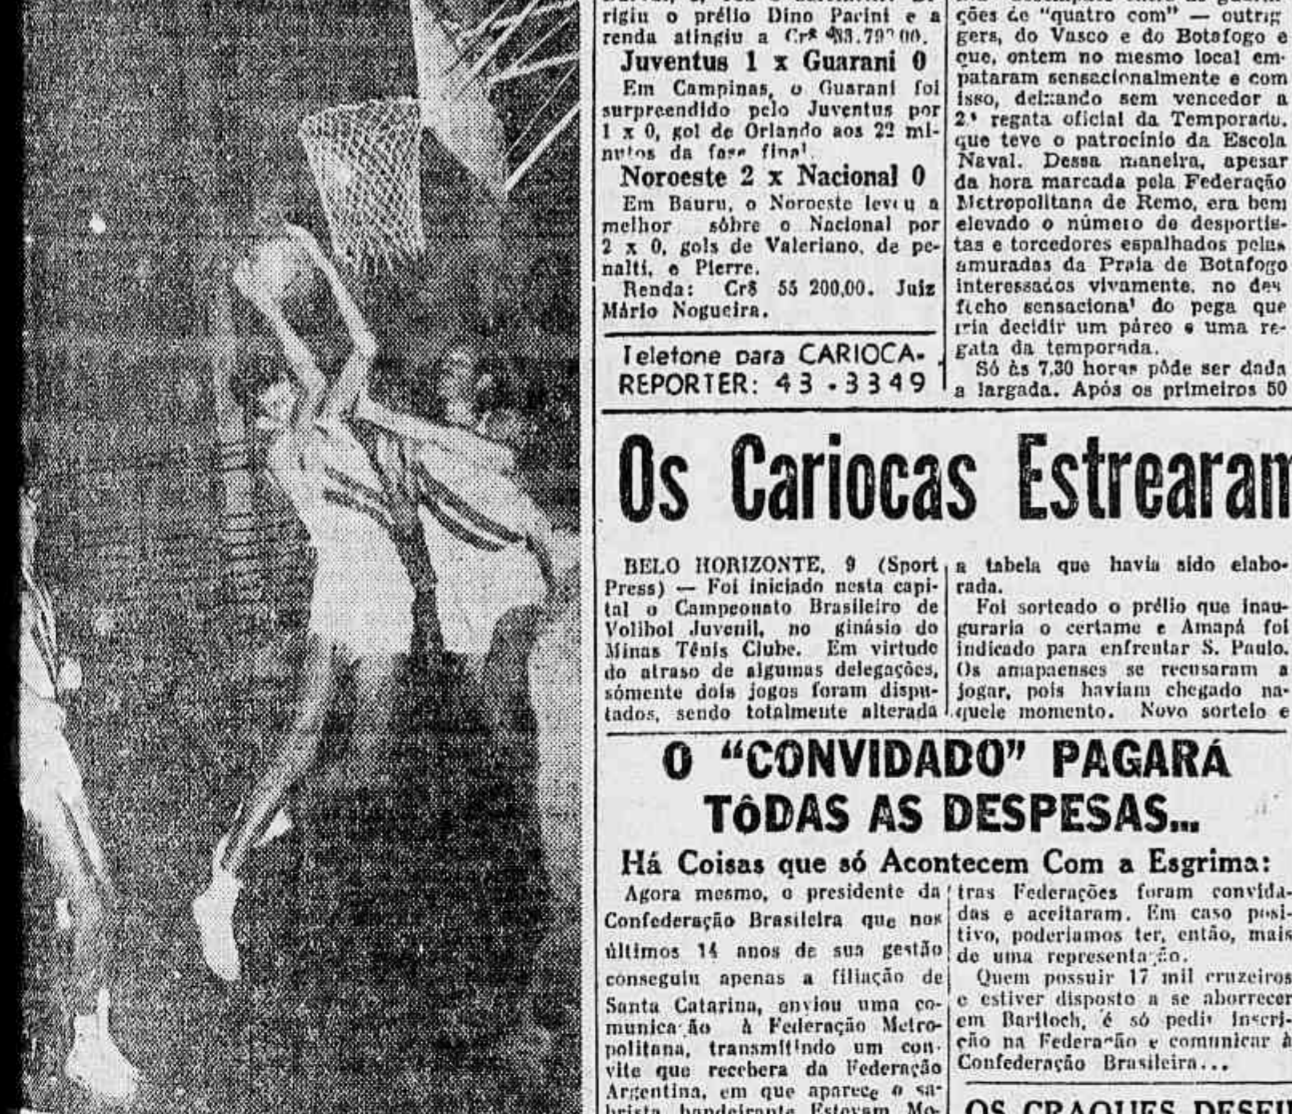 rigiu o prélio Dino Pacini e a
renda atingiu a Cr$
Juventus 1 x Guarani 0
Em Campinas, o Guarani foi
surpreendido pelo Juventus por
1 x 0, gol de Orlando aos 22 mi-
nutos da fase final.
Noroeste 2 x Nacional 0
Em Bauru, o Noroeste levou a
melhor sôbre o Nacional por
2 x 0, gols de Valeriano, de pe-
nalti, e Pierre.
Renda: Cr$ 55 200,00. Juiz
Mário Nogueira.
Telefone para CARIOCA-
REPORTER: 43-3349
ções de "quatro com" — outrig
gers, do Vasco e do Botafogo e
que, ontem no mesmo local em-
pataram sensacionalmente e com
isso, deixando sem vencedor a
2.ª regata oficial da Temporada,
que teve o patrocínio da Escola
Naval. Dessa maneira, apesar
da hora marcada pela Federação
Metropolitana de Remo, era bem
elevado o número de desportis-
tas e torcedores espalhados pelas
amuradas da Praia de Botafogo
interessados vivamente, no des
fecho sensacional do pega que
iria decidir um páreo e uma re-
gata da temporada.
Só às 7,30 horas pôde ser dada
a largada. Após os primeiros 50
Os Cariocas Estrearam
BELO HORIZONTE, 9 (Sport
Press) — Foi iniciado nesta capi-
tal o Campeonato Brasileiro de
Volibol Juvenil, no ginásio do
Minas Tênis Clube. Em virtude
do atraso de algumas delegações,
sòmente dois jogos foram dispu-
tados, sendo totalmente alterada
a tabela que havia sido elabo-
rada.
Foi sorteado o prélio que inau-
guraria o certame e Amapá foi
indicado para enfrentar S. Paulo.
Os amapaenses se recusaram a
jogar, pois haviam chegado na-
quele momento. Novo sorteio e
O "CONVIDADO" PAGARÁ
TÔDAS AS DESPESAS...
Há Coisas que só Acontecem Com a Esgrima:
Agora mesmo, o presidente da
Confederação Brasileira que nos
últimos 14 anos de sua gestão
conseguiu apenas a filiação de
Santa Catarina, enviou uma co-
municação à Federação Metro-
politana, transmitindo um con-
vite que recebera da Federação
Argentina, em que aparece o sa-
brista bandeirante Estevam Mo-
tras Federações foram convida-
das e aceitaram. Em caso posi-
tivo, poderíamos ter, então, mais
de uma representação.
Quem possuir 17 mil cruzeiros
e estiver disposto a se aborrecer
em Bariloch, é só pedir inscri-
ção na Federação e comunicar à
Confederação Brasileira...
OS CRAQUES